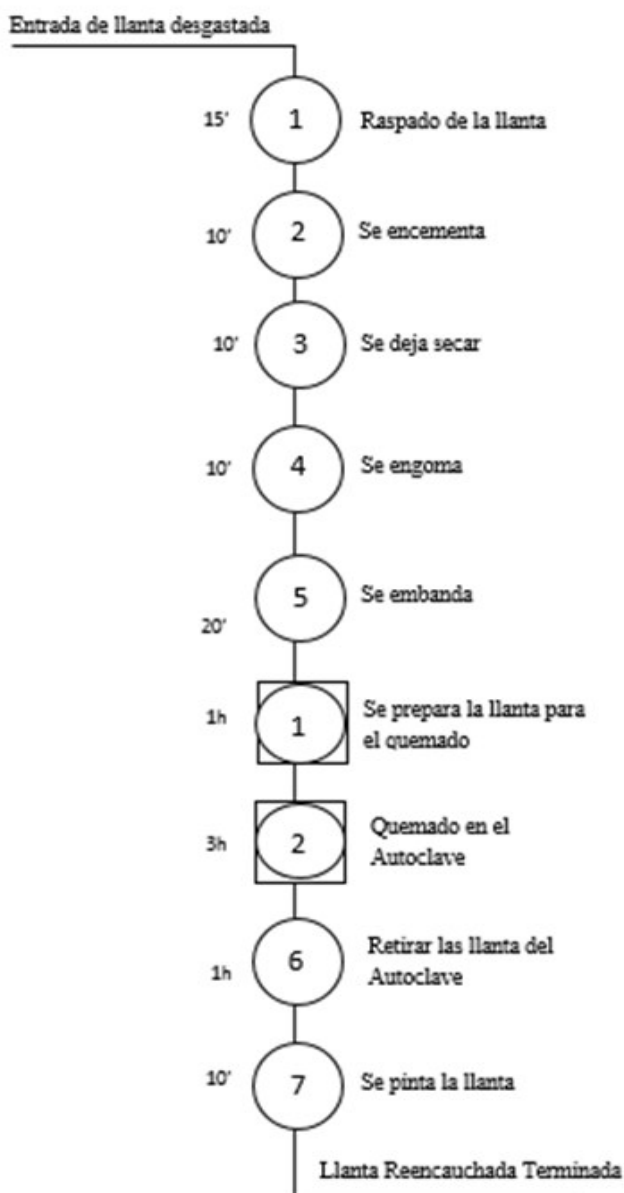 Entrada de llanta desgastada
15' 1 Raspado de la llanta
10' 2 Se encementa
10' 3 Se deja secar
10' 4 Se engoma
5 Se embanda
20'
1h 1 Se prepara la llanta para
el quemado
3h 2 Quemado en el
Autoclave
1h 6 Retirar las llanta del
Autoclave
10' 7 Se pinta la llanta
Llanta Reencauchada Terminada